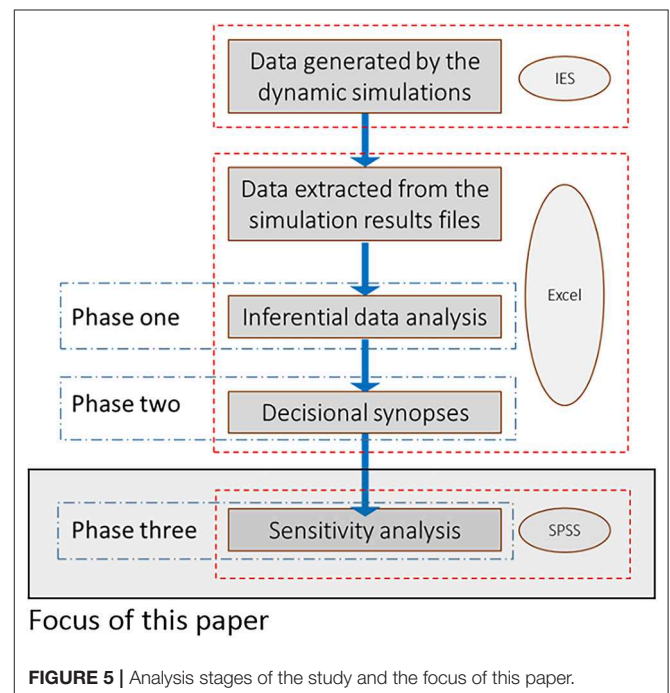 Data generated by the
dynamic simulations
IES
Data extracted from the
simulation results files
Excel
Phase one
Inferential data analysis
Phase two
Decisional synopses
Phase three
Sensitivity analysis
SPSS
Focus of this paper
FIGURE 5 | Analysis stages of the study and the focus of this paper.